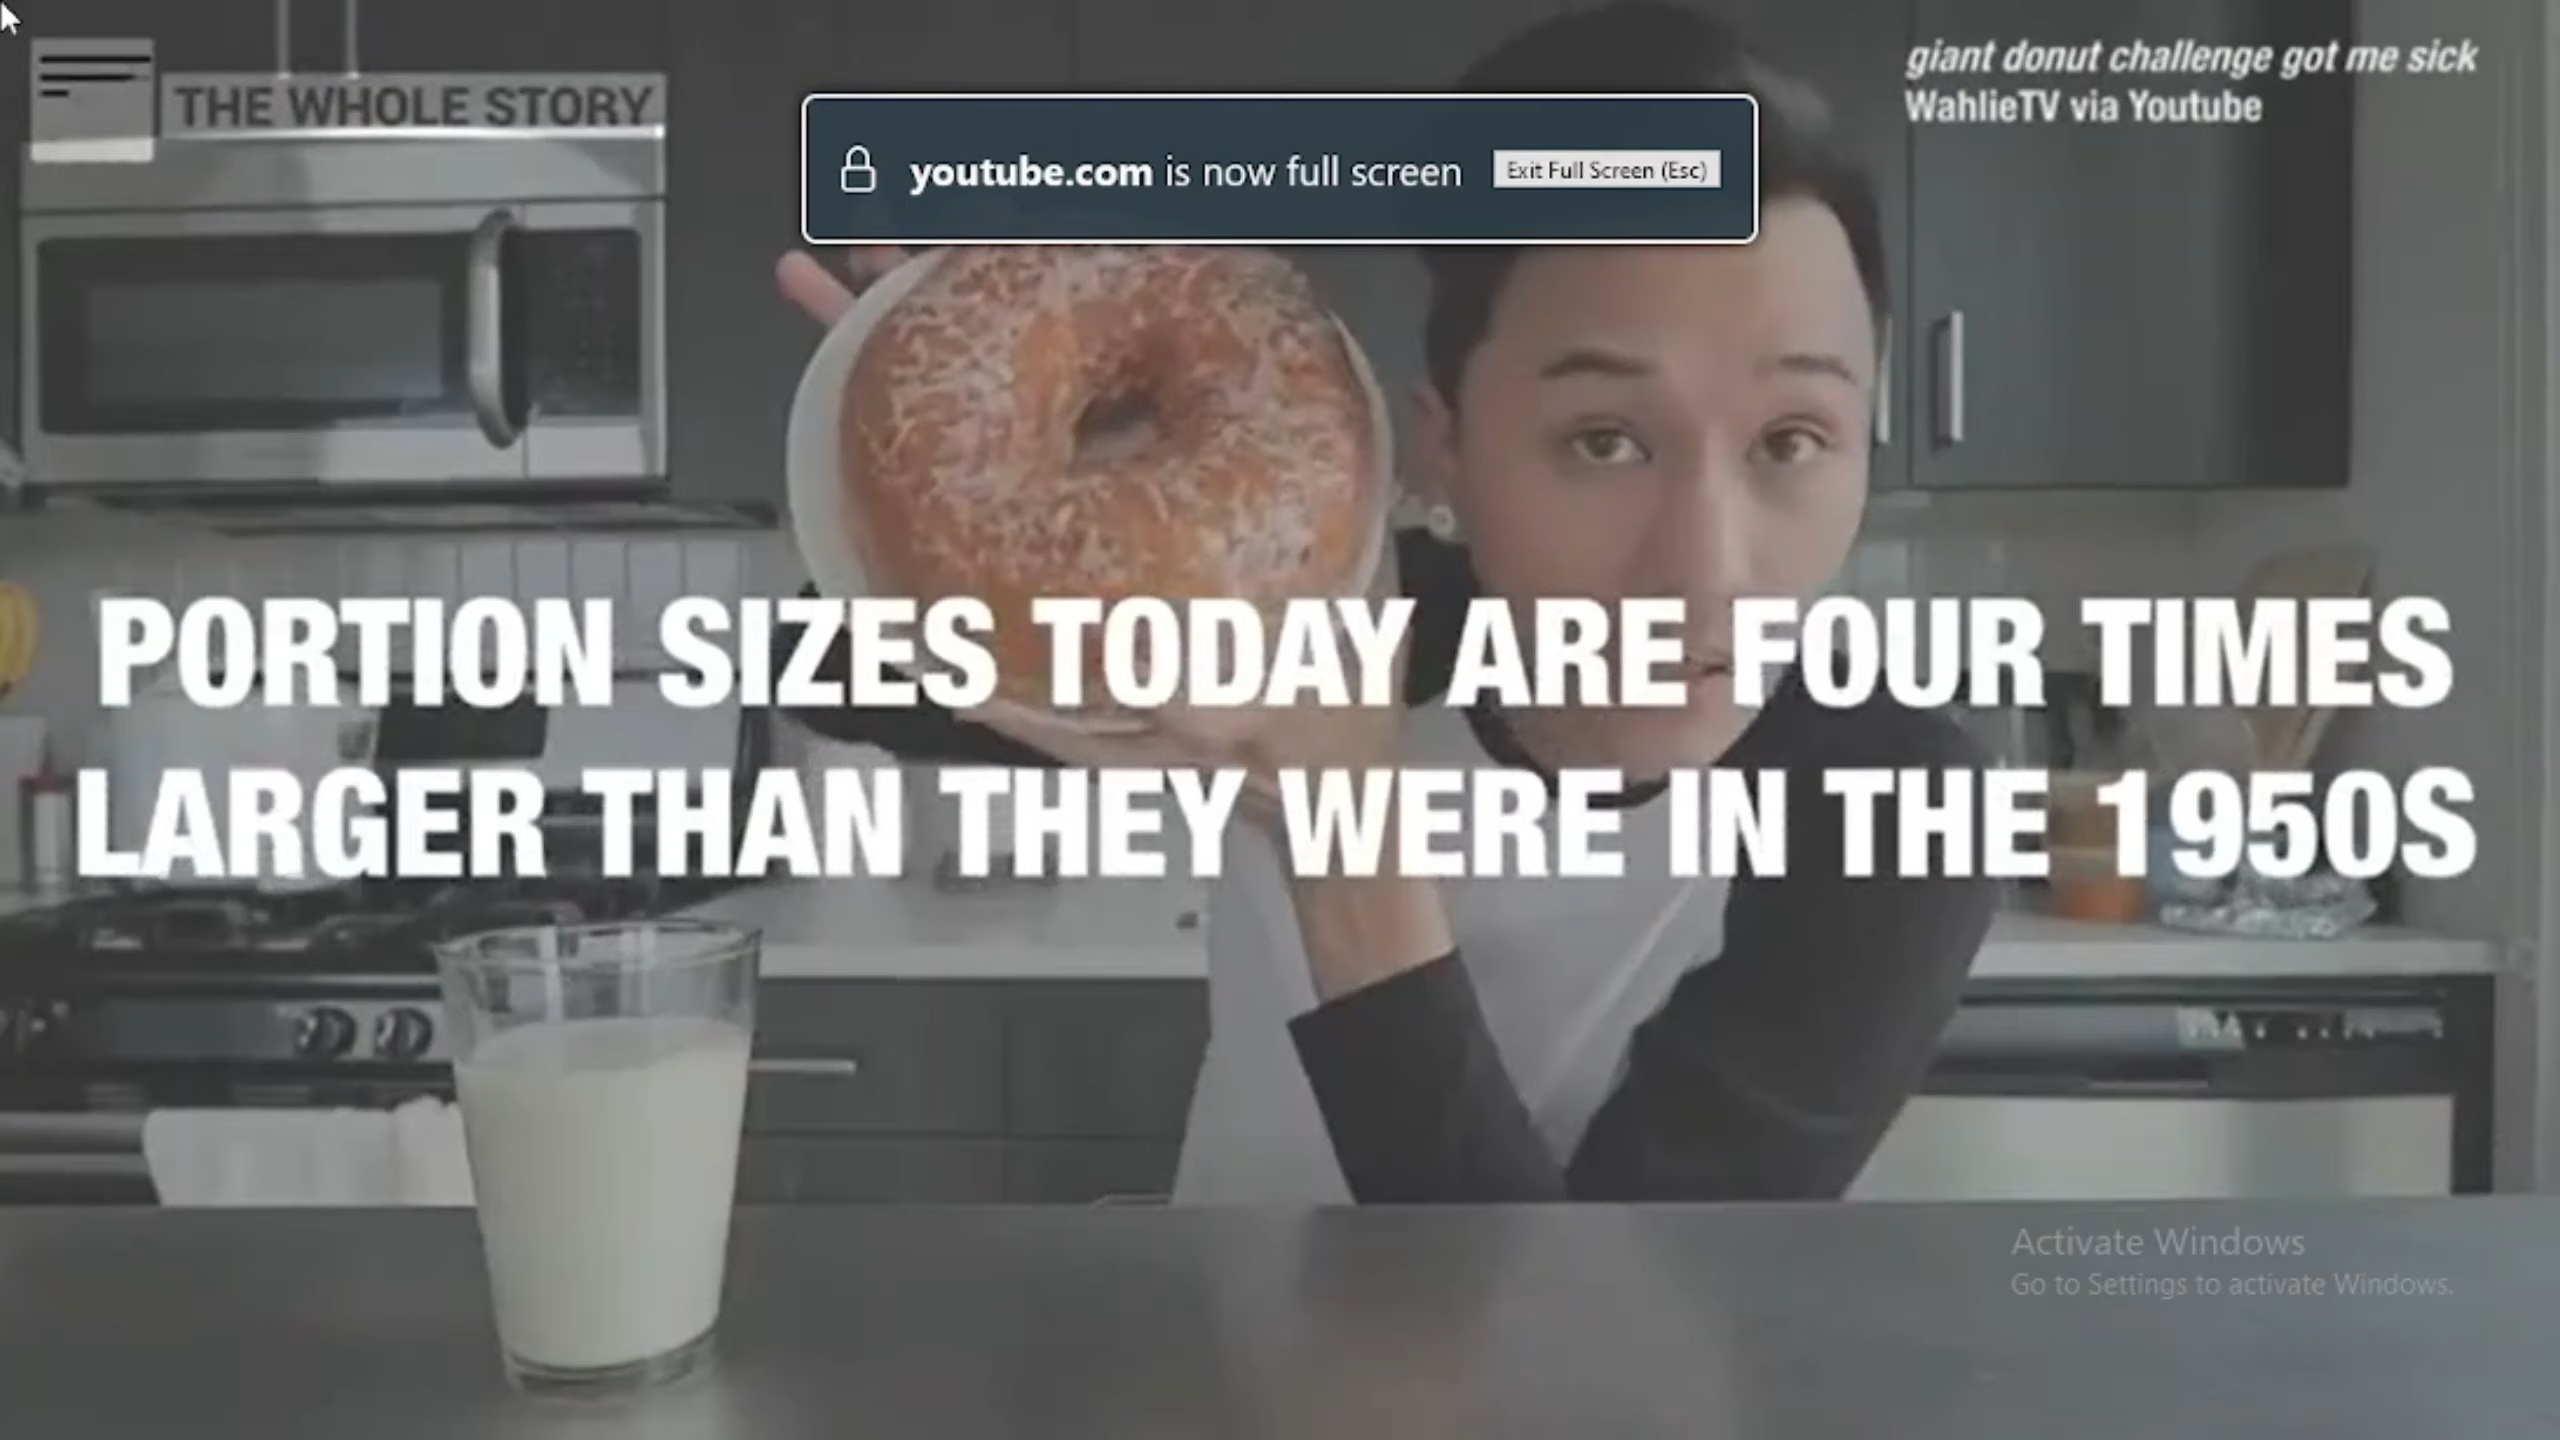 THE WHOLE STORY
giant donut challenge got me sick
WahlieTV via Youtube
youtube.com is now full screen
Exit Full Screen (Esc)
PORTION SIZES TODAY ARE FOUR TIMES
LARGER THAN THEY WERE IN THE 1950S
Activate Windows
Go to Settings to activate Windows.